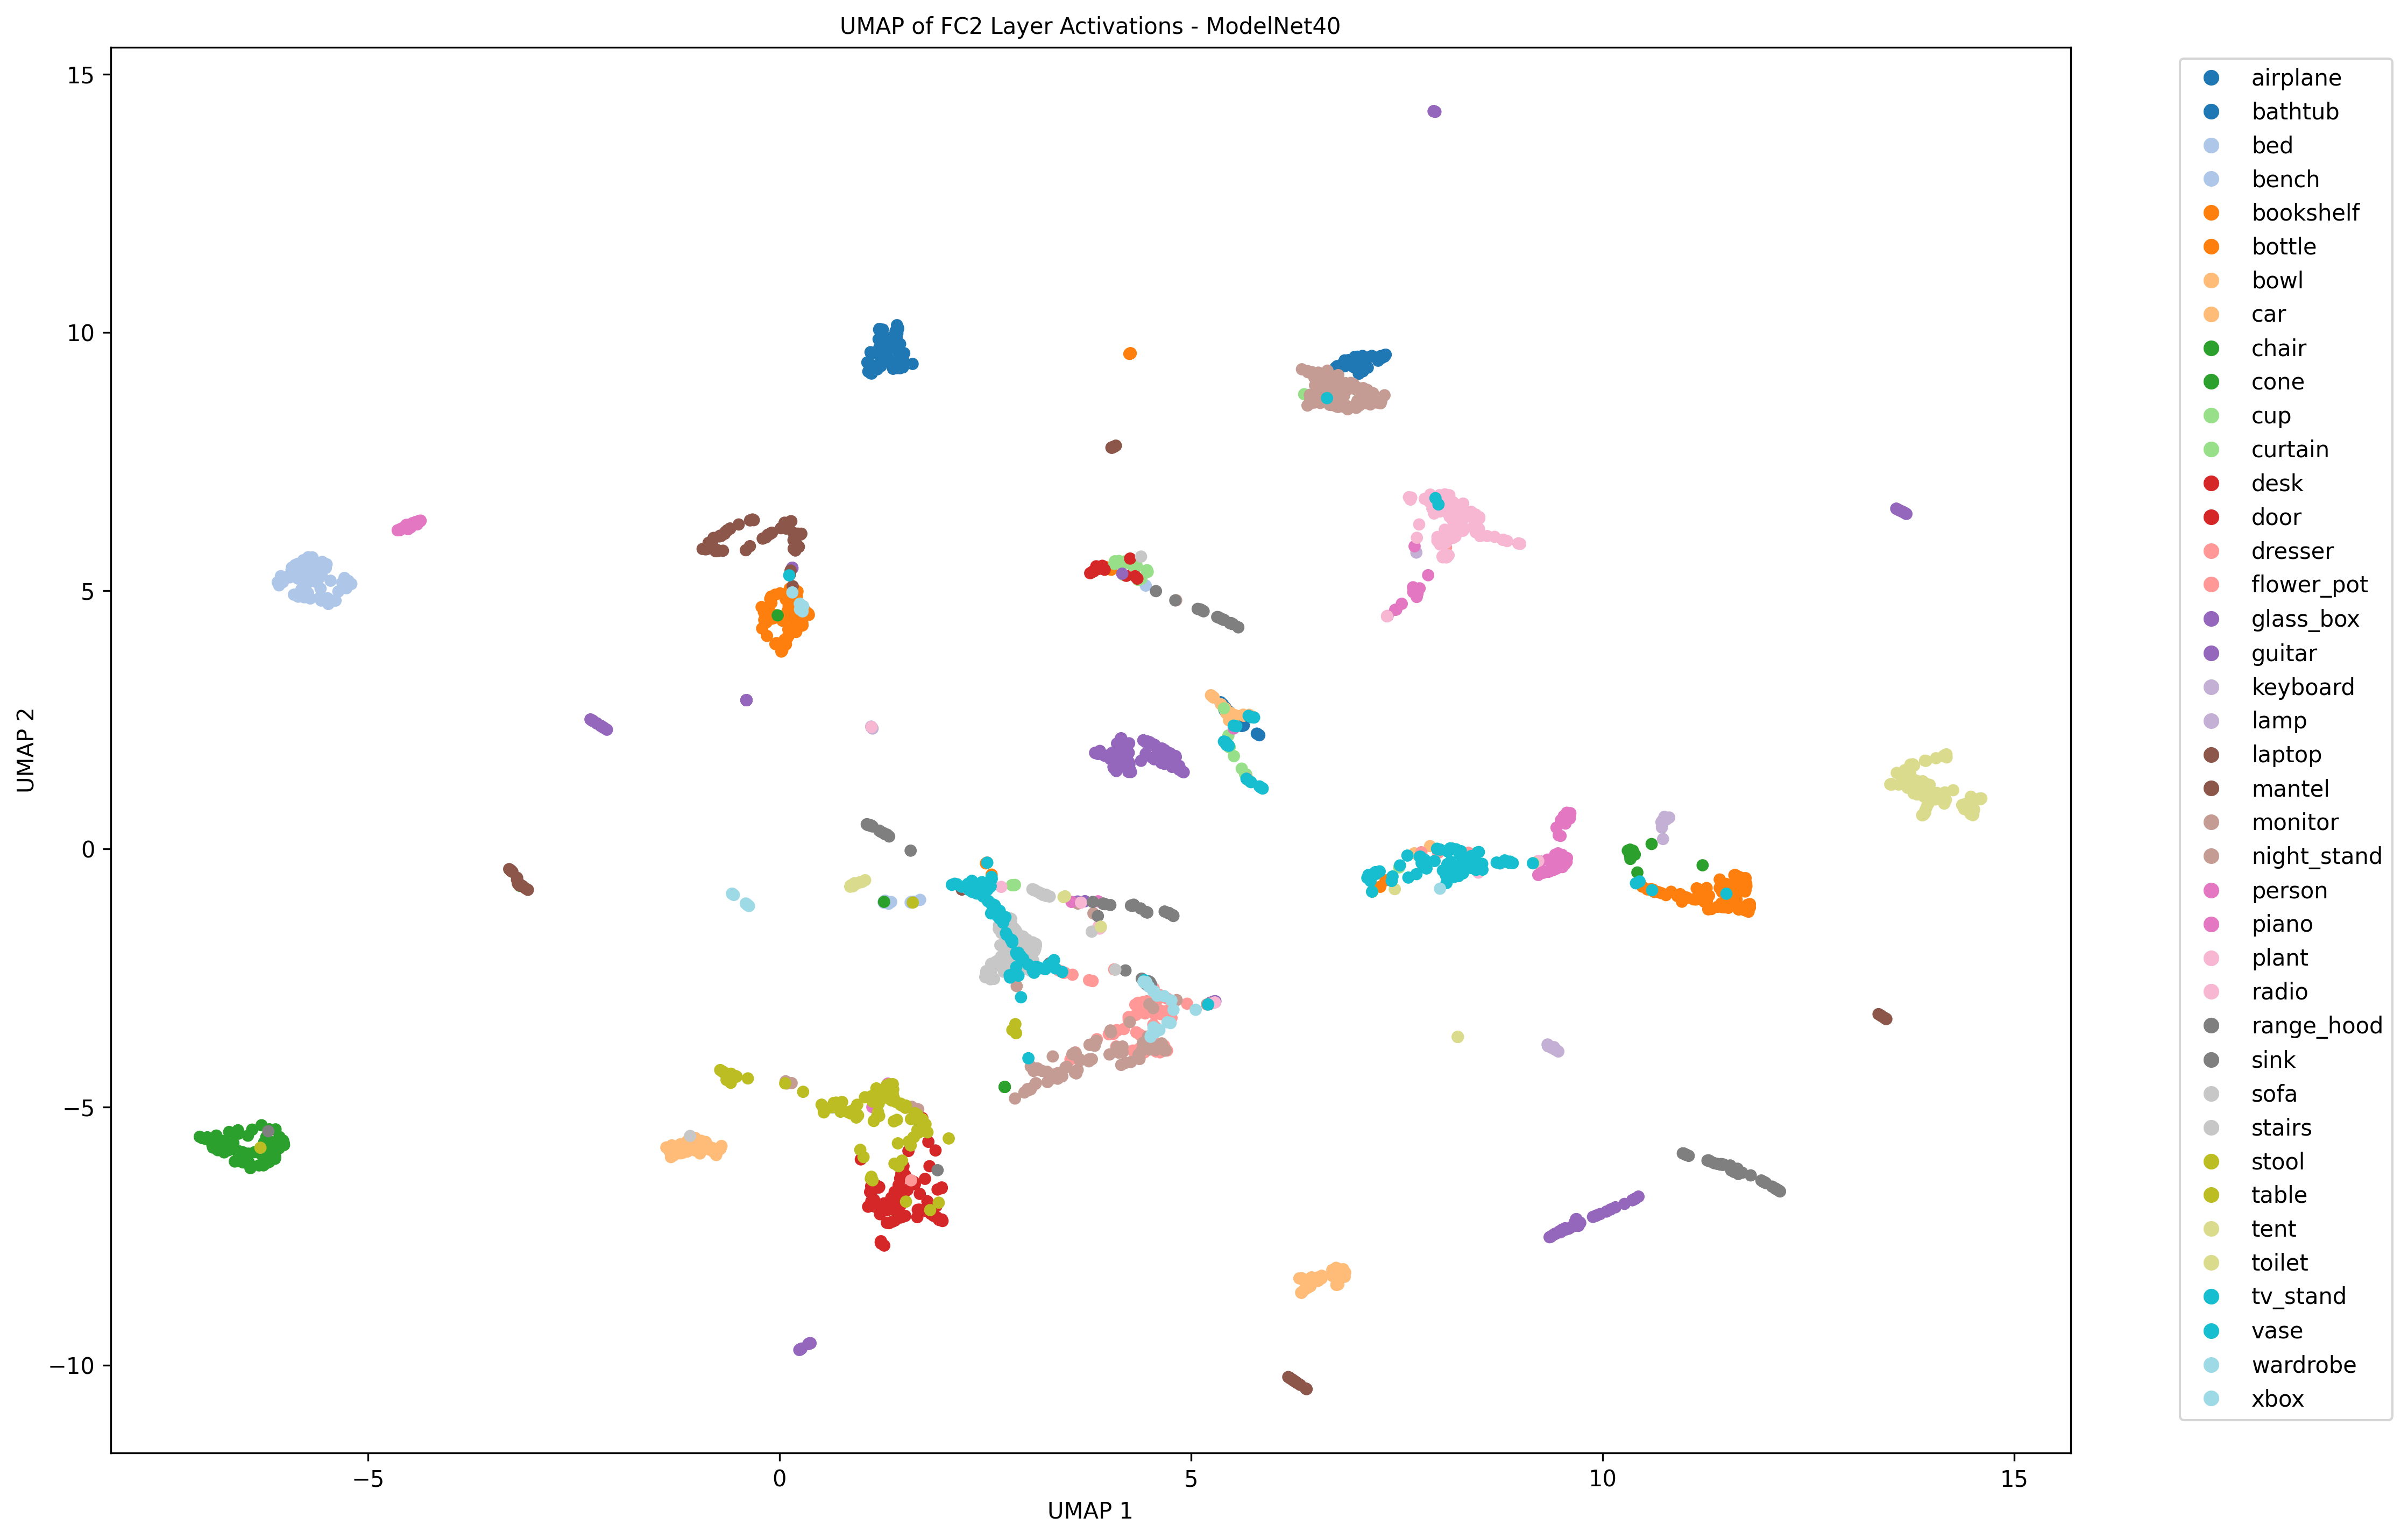 UMAP of FC2 Layer Activations - ModelNet40
15
10
5
0
−5
−10
UMAP 2
−5
0
5
10
15
UMAP 1
airplane
bathtub
bed
bench
bookshelf
bottle
bowl
car
chair
cone
cup
curtain
desk
door
dresser
flower_pot
glass_box
guitar
keyboard
lamp
laptop
mantel
monitor
night_stand
person
piano
plant
radio
range_hood
sink
sofa
stairs
stool
table
tent
toilet
tv_stand
vase
wardrobe
xbox